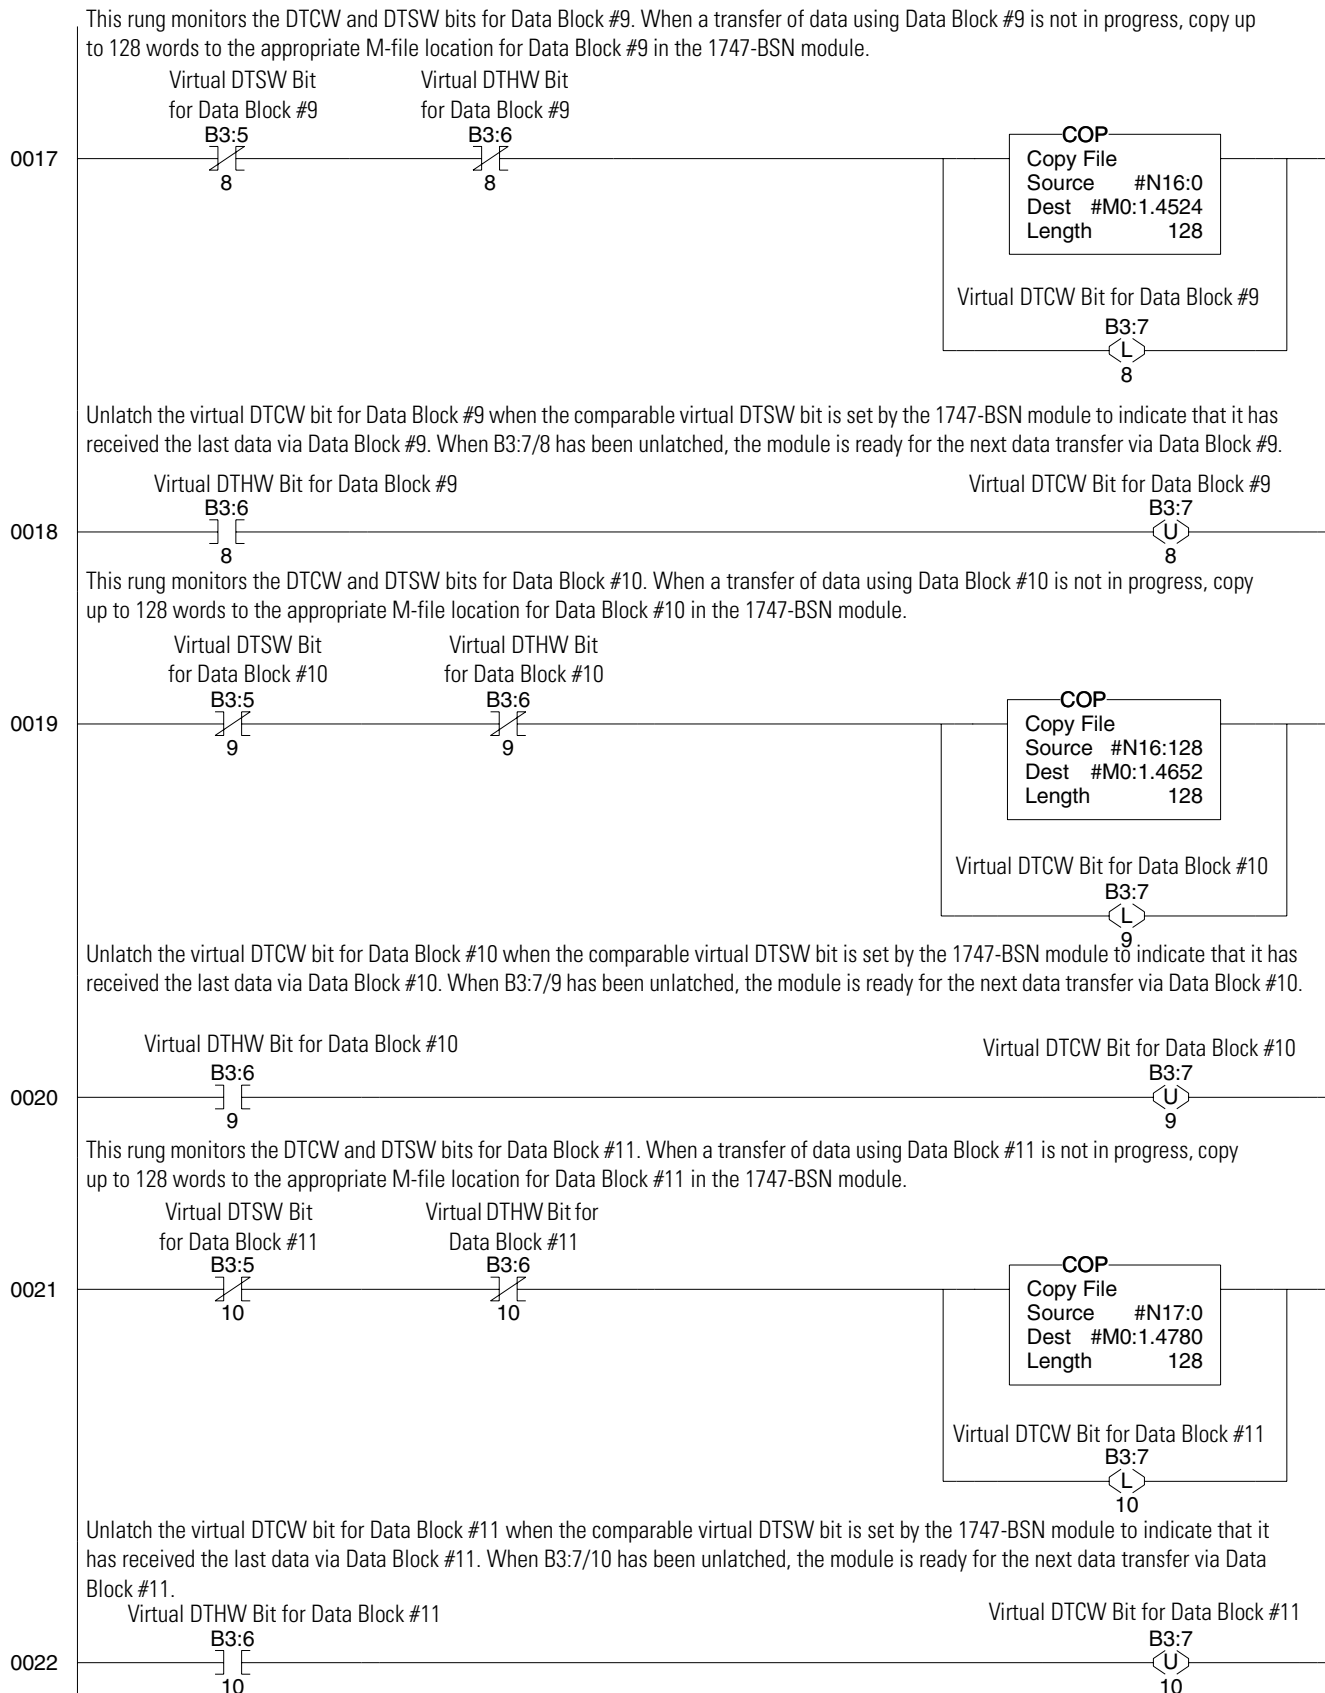 This rung monitors the DTCW and DTSW bits for Data Block #9. When a transfer of data using Data Block #9 is not in progress, copy up
to 128 words to the appropriate M-file location for Data Block #9 in the 1747-BSN module.
Virtual DTSW Bit
for Data Block #9
B3:5
8
Virtual DTHW Bit
for Data Block #9
B3:6
8
0017
COP
Copy File
Source #N16:0
Dest #M0:1.4524
Length 128
Virtual DTCW Bit for Data Block #9
B3:7
L
8
Unlatch the virtual DTCW bit for Data Block #9 when the comparable virtual DTSW bit is set by the 1747-BSN module to indicate that it has
received the last data via Data Block #9. When B3:7/8 has been unlatched, the module is ready for the next data transfer via Data Block #9.
Virtual DTHW Bit for Data Block #9
B3:6
8
0018
Virtual DTCW Bit for Data Block #9
B3:7
U
8
This rung monitors the DTCW and DTSW bits for Data Block #10. When a transfer of data using Data Block #10 is not in progress, copy
up to 128 words to the appropriate M-file location for Data Block #10 in the 1747-BSN module.
Virtual DTSW Bit
for Data Block #10
B3:5
9
Virtual DTHW Bit
for Data Block #10
B3:6
9
0019
COP
Copy File
Source #N16:128
Dest #M0:1.4652
Length 128
Virtual DTCW Bit for Data Block #10
B3:7
L
9
Unlatch the virtual DTCW bit for Data Block #10 when the comparable virtual DTSW bit is set by the 1747-BSN module to indicate that it has
received the last data via Data Block #10. When B3:7/9 has been unlatched, the module is ready for the next data transfer via Data Block #10.
Virtual DTHW Bit for Data Block #10
B3:6
9
0020
Virtual DTCW Bit for Data Block #10
B3:7
U
9
This rung monitors the DTCW and DTSW bits for Data Block #11. When a transfer of data using Data Block #11 is not in progress, copy
up to 128 words to the appropriate M-file location for Data Block #11 in the 1747-BSN module.
Virtual DTSW Bit
for Data Block #11
B3:5
10
Virtual DTHW Bit for
Data Block #11
B3:6
10
0021
COP
Copy File
Source #N17:0
Dest #M0:1.4780
Length 128
Virtual DTCW Bit for Data Block #11
B3:7
L
10
Unlatch the virtual DTCW bit for Data Block #11 when the comparable virtual DTSW bit is set by the 1747-BSN module to indicate that it
has received the last data via Data Block #11. When B3:7/10 has been unlatched, the module is ready for the next data transfer via Data
Block #11.
Virtual DTHW Bit for Data Block #11
B3:6
10
0022
Virtual DTCW Bit for Data Block #11
B3:7
U
10